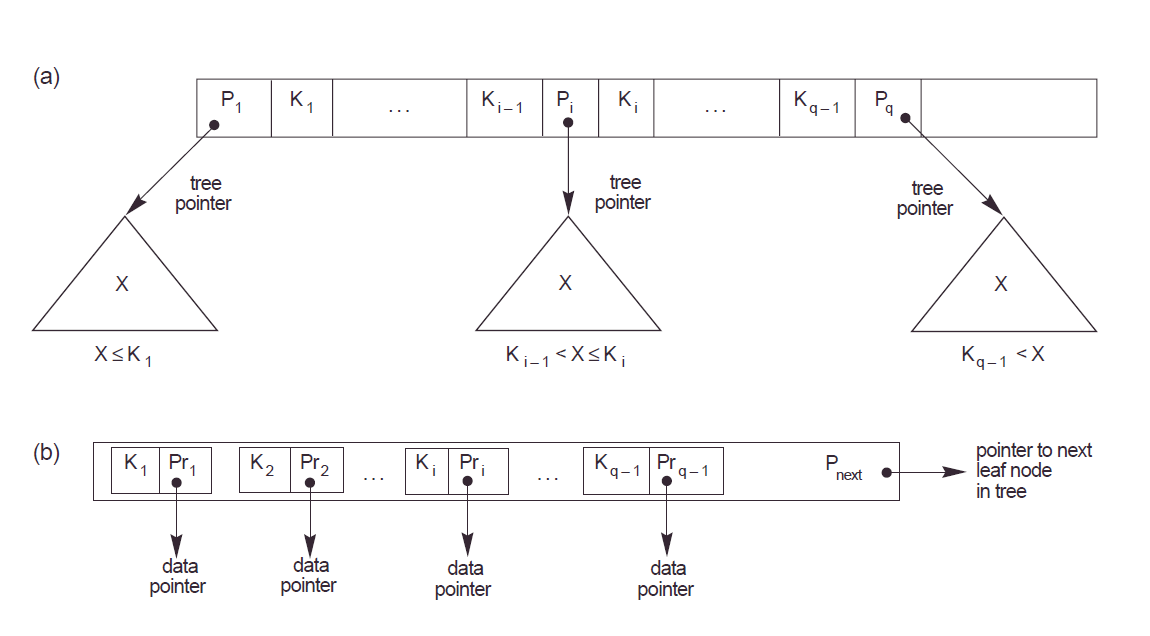 (a)
P1 K1 ... Ki–1 Pi Ki ... Kq–1 Pq
tree
pointer
tree
pointer
tree
pointer
X
X
X
X ≤ K1
Ki–1 < X ≤ Ki
Kq–1 < X
(b)
K1 Pr1 K2 Pr2 ... Ki Pri ... Kq–1 Prq–1 Pnext
pointer to next
leaf node
in tree
data
pointer
data
pointer
data
pointer
data
pointer